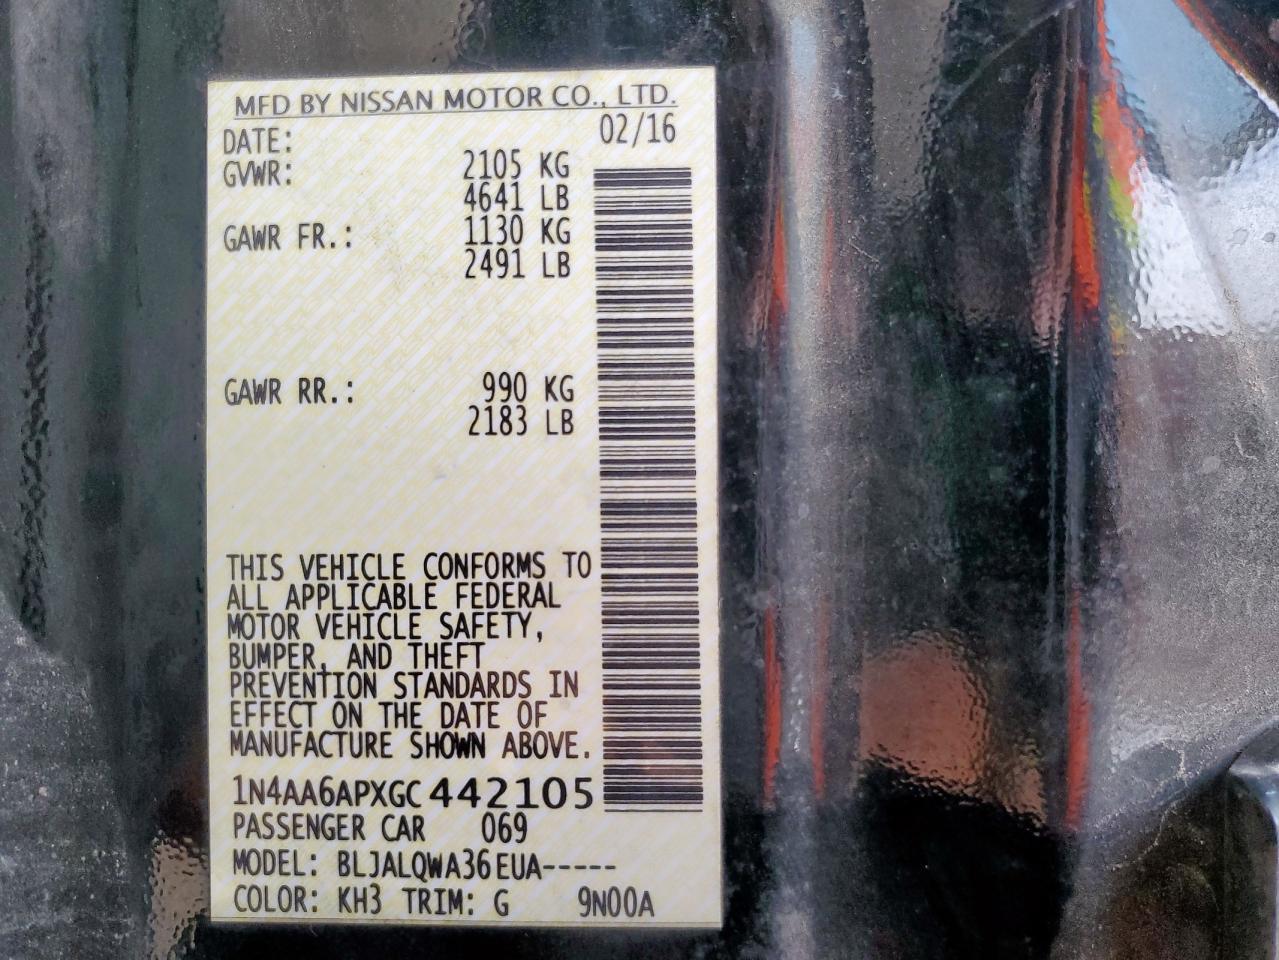 MFD BY NISSAN MOTOR CO., LTD.
DATE: 02/16
GVWR: 2105 KG
4641 LB
GAWR FR.: 1130 KG
2491 LB
GAWR RR.: 990 KG
2183 LB
THIS VEHICLE CONFORMS TO
ALL APPLICABLE FEDERAL
MOTOR VEHICLE SAFETY,
BUMPER, AND THEFT
PREVENTION STANDARDS IN
EFFECT ON THE DATE OF
MANUFACTURE SHOWN ABOVE.
1N4AA6APXGC442105
PASSENGER CAR 069
MODEL: BLJALQWA36EUA-----
COLOR: KH3 TRIM: G 9N00A